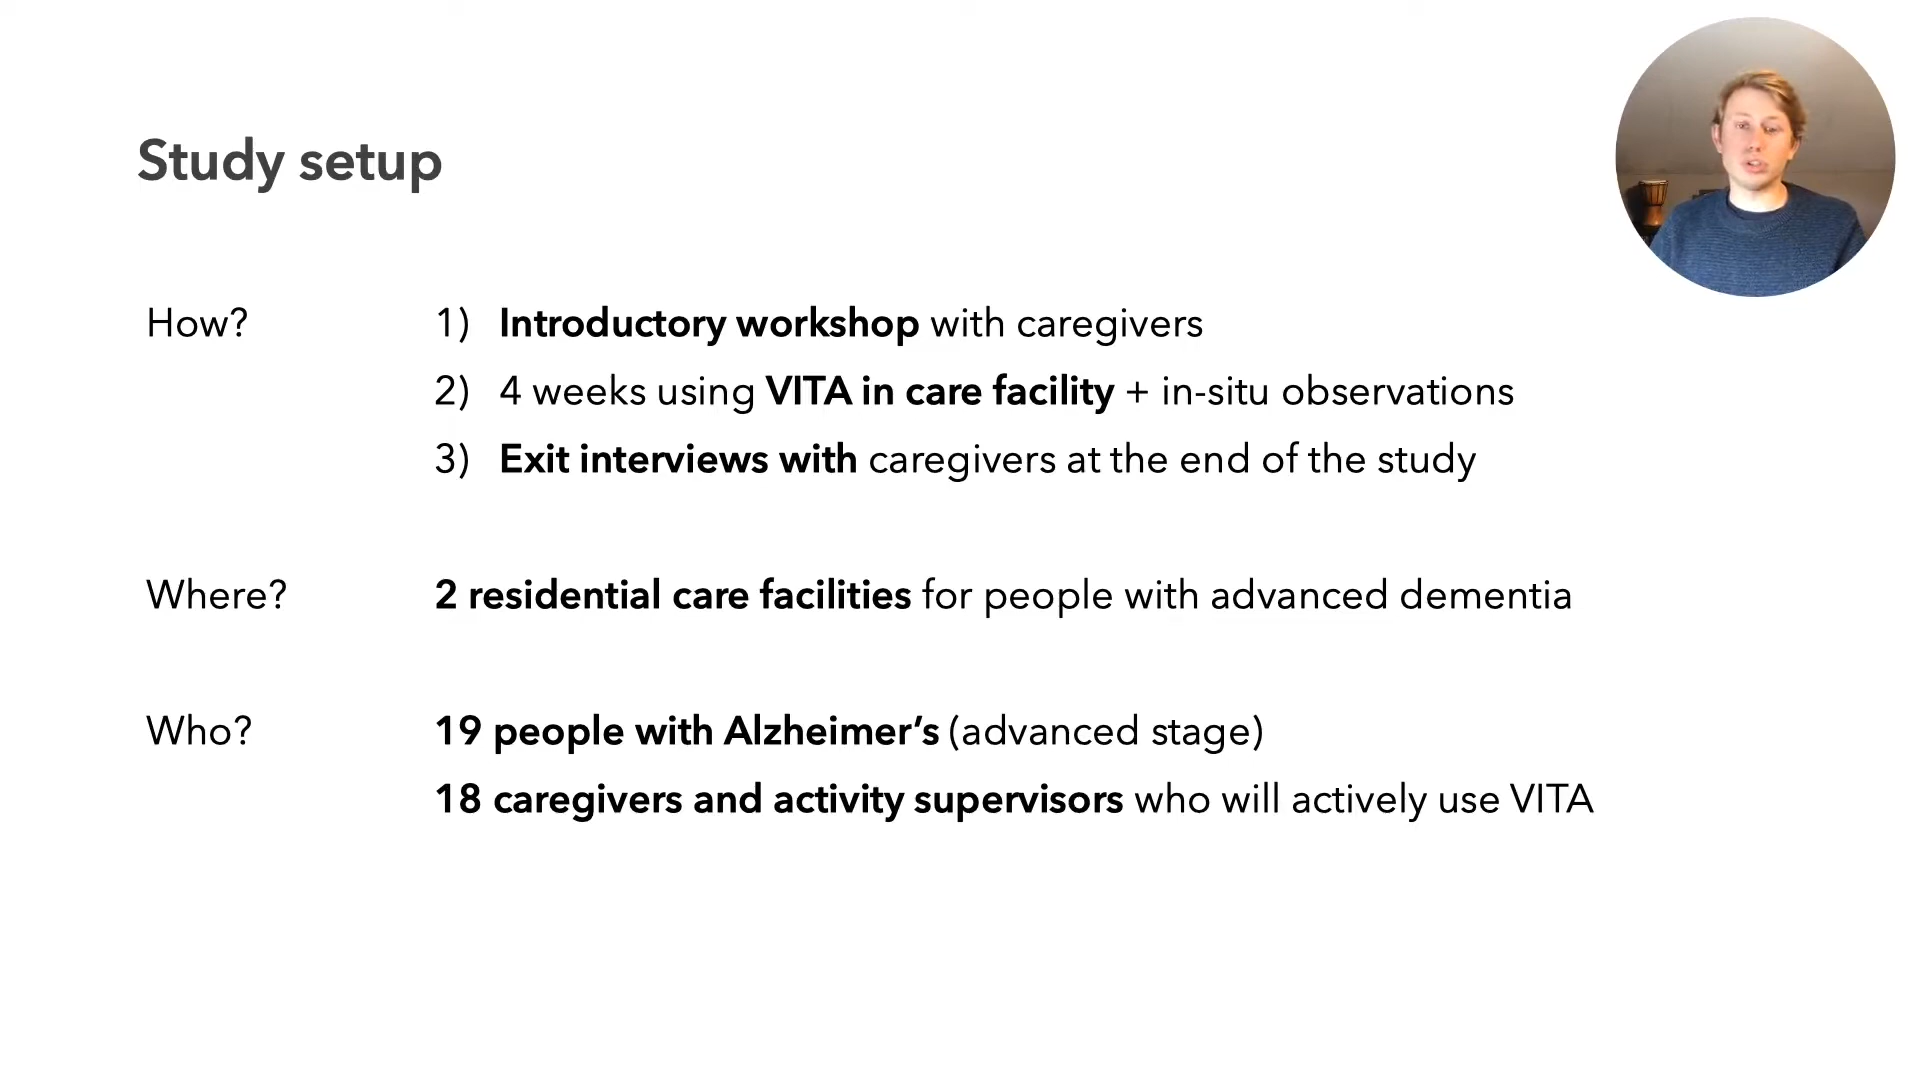 Study setup
How? 1) Introductory workshop with caregivers
2) 4 weeks using VITA in care facility + in-situ observations
3) Exit interviews with caregivers at the end of the study
Where? 2 residential care facilities for people with advanced dementia
Who? 19 people with Alzheimer’s (advanced stage)
18 caregivers and activity supervisors who will actively use VITA